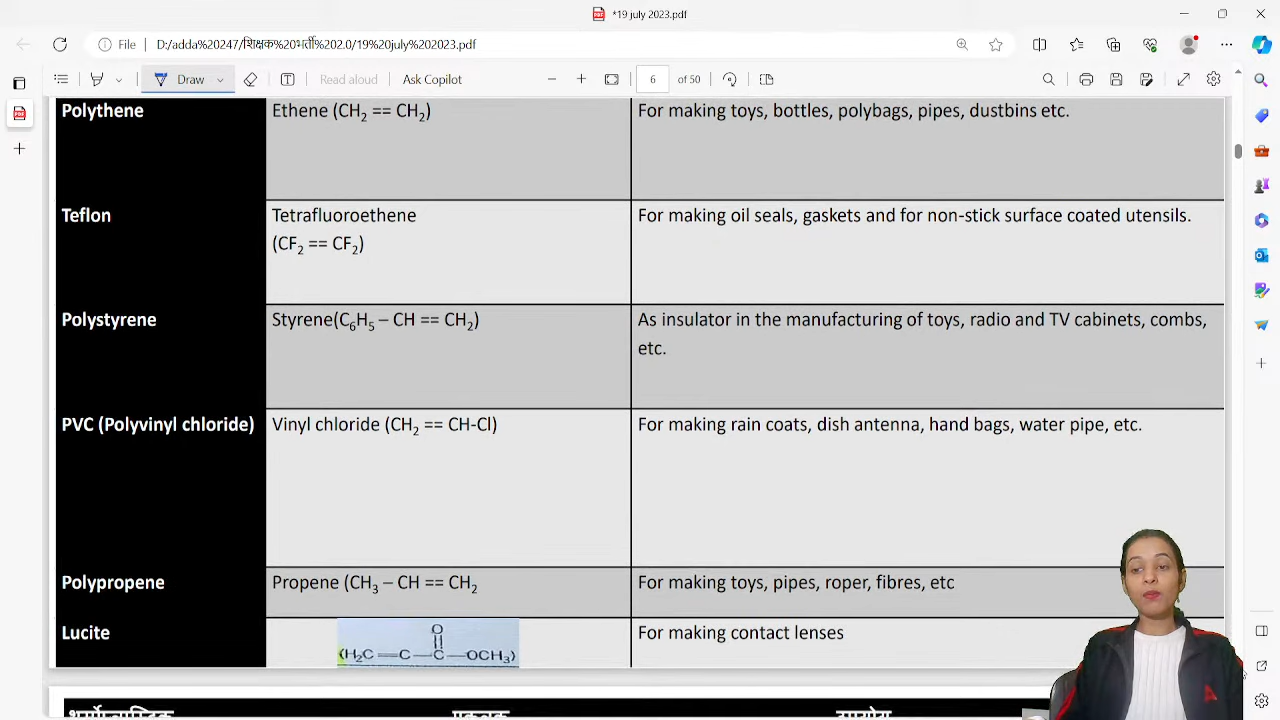 *19 july 2023.pdf
File D:/adda%20247/ %202.0/19%20july%202023.pdf
Draw Read aloud Ask Copilot 6 of 50
Polythene Ethene (CH₂ == CH₂) For making toys, bottles, polybags, pipes, dustbins etc.
Teflon Tetrafluoroethene For making oil seals, gaskets and for non-stick surface coated utensils.
(CF₂ == CF₂)
Polystyrene Styrene(C₆H₅ – CH == CH₂) As insulator in the manufacturing of toys, radio and TV cabinets, combs,
etc.
PVC (Polyvinyl chloride) Vinyl chloride (CH₂ == CH-Cl) For making rain coats, dish antenna, hand bags, water pipe, etc.
Polypropene Propene (CH₃ – CH == CH₂ For making toys, pipes, roper, fibres, etc
O
Lucite (H₂C=C—C—OCH₃) For making contact lenses